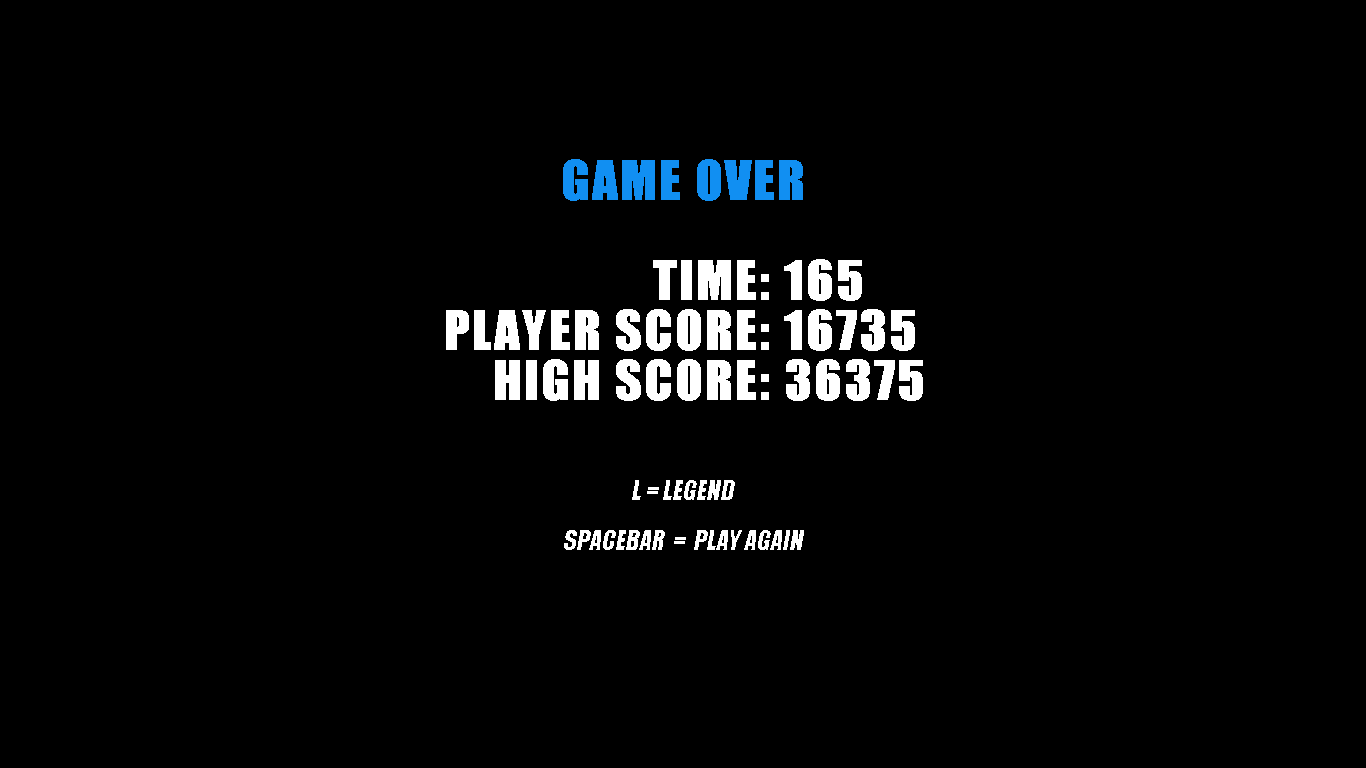 GAME OVER
TIME: 165
PLAYER SCORE: 16735
HIGH SCORE: 36375
L = LEGEND
SPACEBAR = PLAY AGAIN